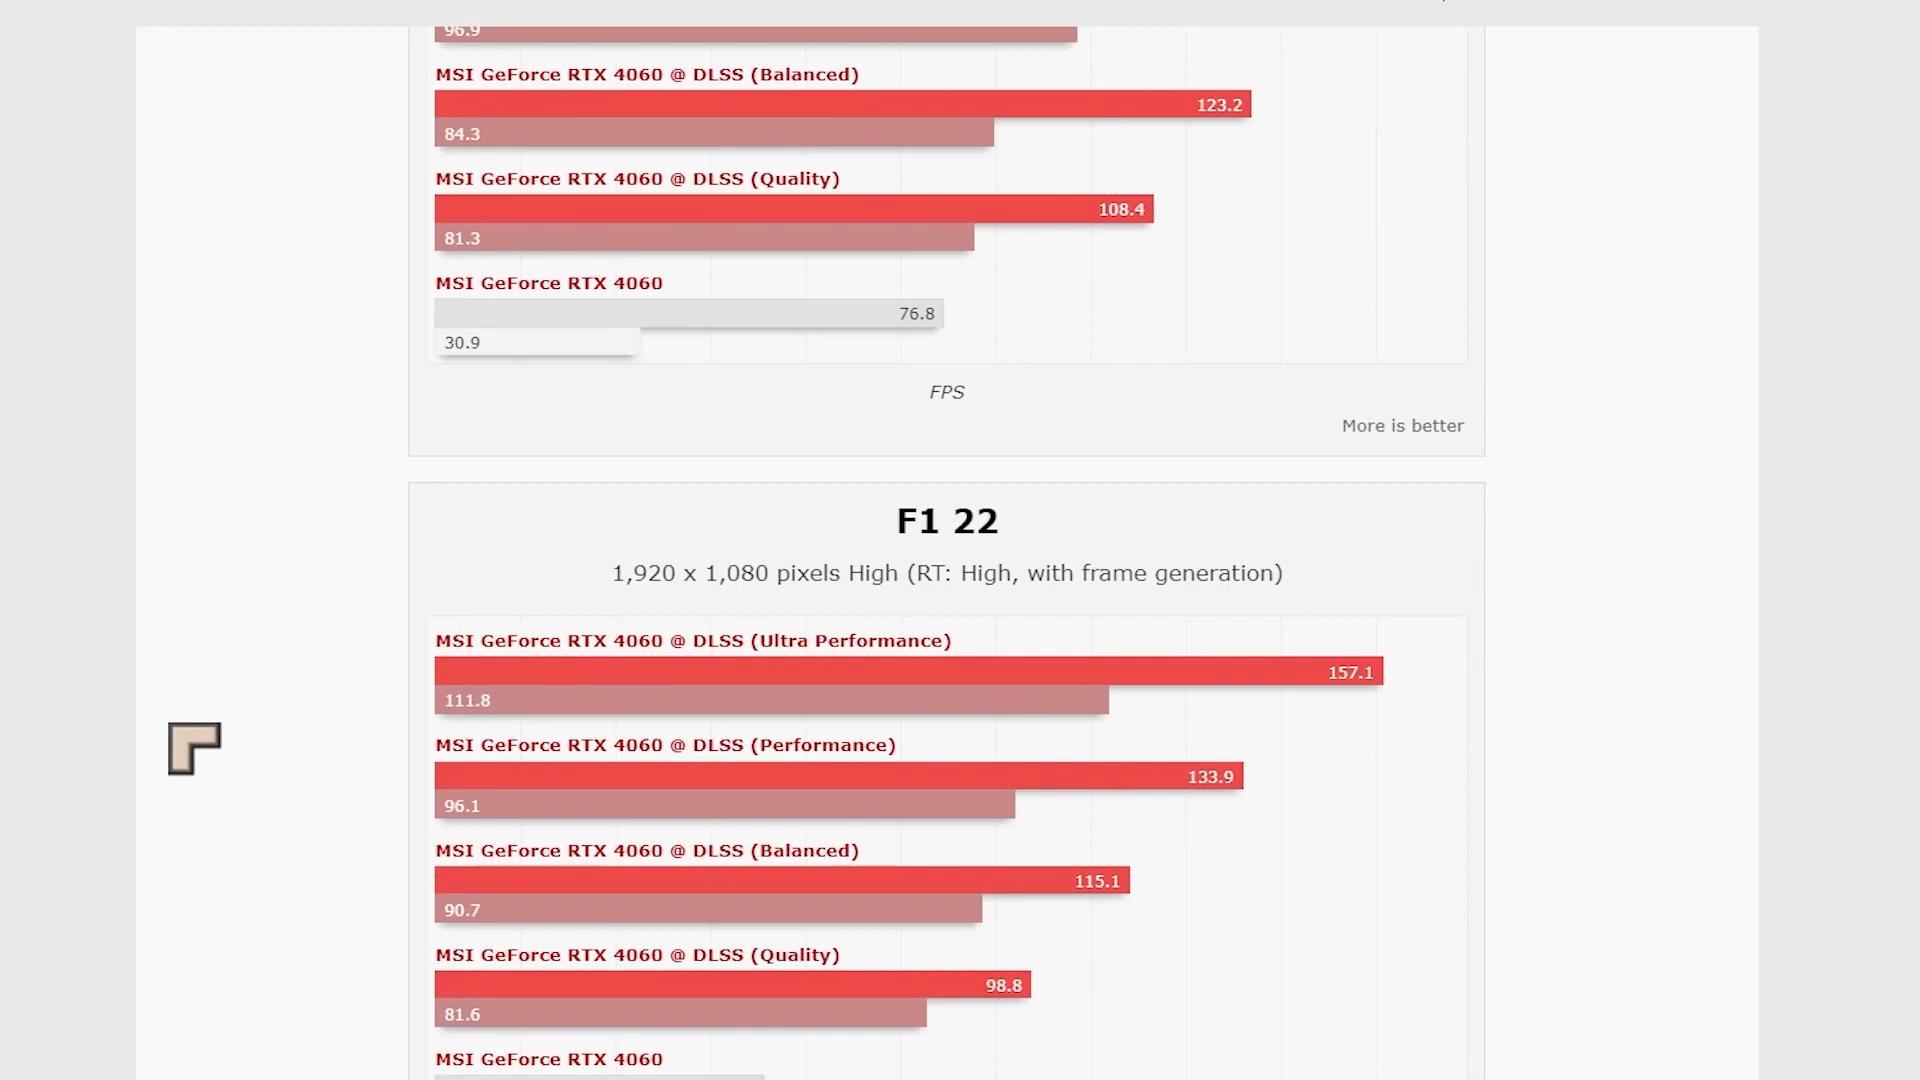 96.9
MSI GeForce RTX 4060 @ DLSS (Balanced)
123.2
84.3
MSI GeForce RTX 4060 @ DLSS (Quality)
108.4
81.3
MSI GeForce RTX 4060
76.8
30.9
FPS
More is better
F1 22
1,920 x 1,080 pixels High (RT: High, with frame generation)
MSI GeForce RTX 4060 @ DLSS (Ultra Performance)
157.1
111.8
MSI GeForce RTX 4060 @ DLSS (Performance)
133.9
96.1
MSI GeForce RTX 4060 @ DLSS (Balanced)
115.1
90.7
MSI GeForce RTX 4060 @ DLSS (Quality)
98.8
81.6
MSI GeForce RTX 4060